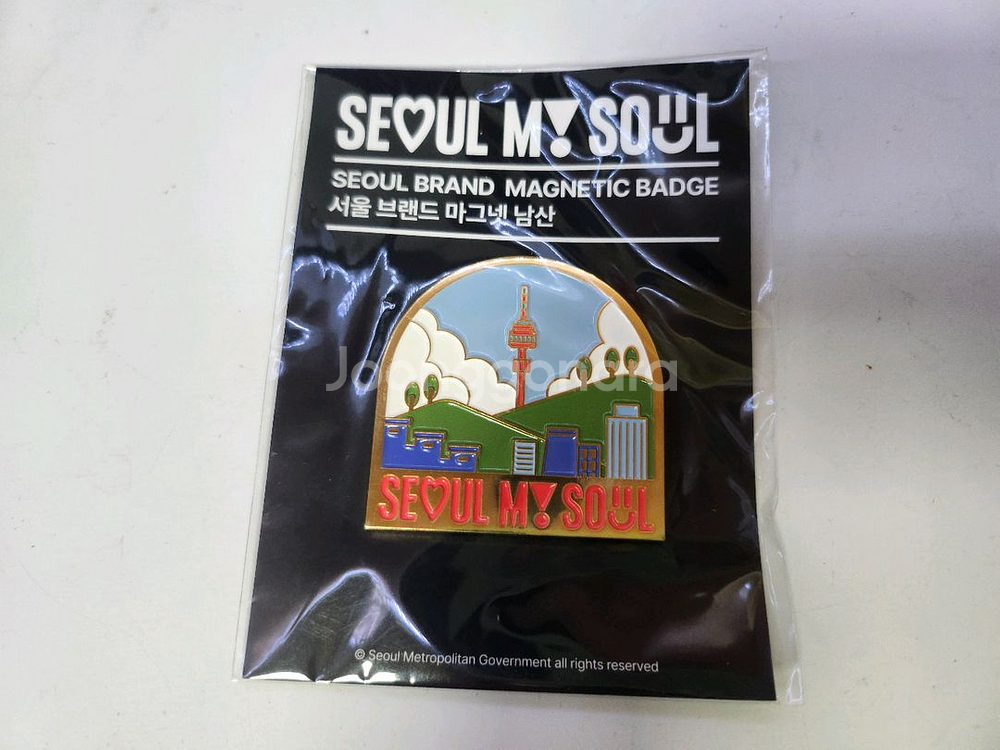 SEOUL MY SOUL
SEOUL BRAND MAGNETIC BADGE
서울 브랜드 마그넷 남산
Joonggonara
SEOUL MY SOUL
© Seoul Metropolitan Government all rights reserved